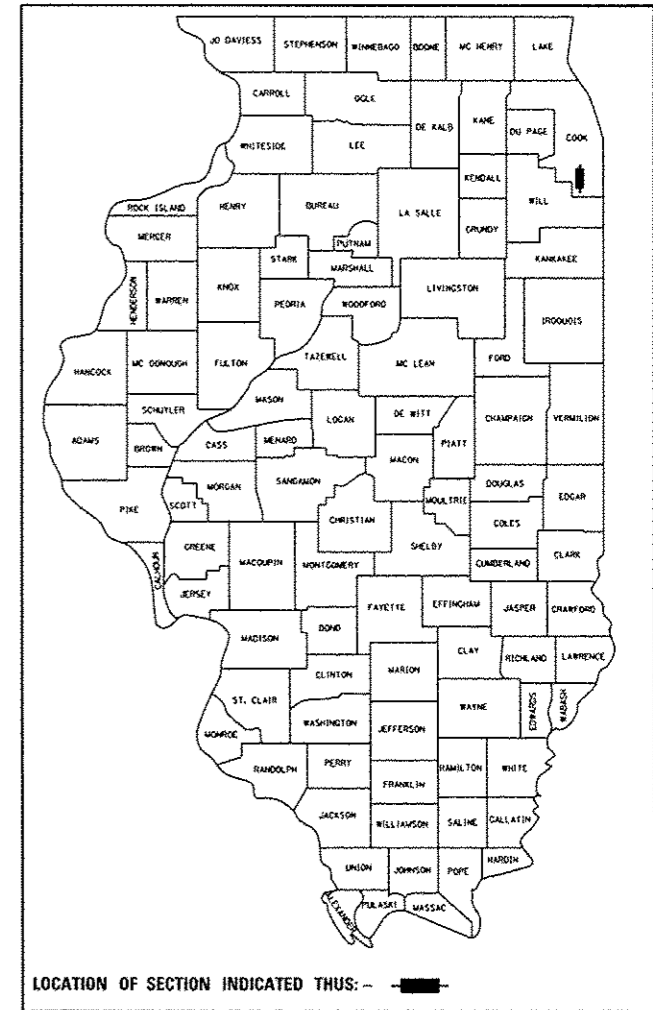 JO DAVIESS STEPHENSON WINNEBAGO BOONE MC HENRY LAKE
CARROLL OGLE DE KALB KANE DU PAGE COOK
WHITESIDE LEE KENDALL WILL
ROCK ISLAND HENRY BUREAU LA SALLE GRUNDY
MERCER PUTNAM KANKAKEE
STARK MARSHALL
HENDERSON WARREN KNOX PEORIA WOODFORD LIVINGSTON IROQUOIS
HANCOCK MC DONOUGH FULTON TAZEWELL MC LEAN FORD
SCHUYLER MASON CHAMPAIGN VERMILION
ADAMS BROWN CASS MENARD LOGAN DE WITT PIATT
MACON
PIKE SCOTT MORGAN SANGAMON MOULTRIE DOUGLAS EDGAR
CHRISTIAN COLES
CALHOUN GREENE MACOUPIN MONTGOMERY SHELBY CUMBERLAND CLARK
JERSEY FAYETTE EFFINGHAM JASPER CRAWFORD
MADISON BOND
CLINTON MARION CLAY RICHLAND LAWRENCE
ST. CLAIR WASHINGTON WAYNE EDWARDS WABASH
MONROE JEFFERSON
RANDOLPH PERRY HAMILTON WHITE
FRANKLIN
JACKSON WILLIAMSON SALINE GALLATIN
UNION JOHNSON POPE HARDIN
ALEXANDER PULASKI MASSAC
LOCATION OF SECTION INDICATED THUS: -